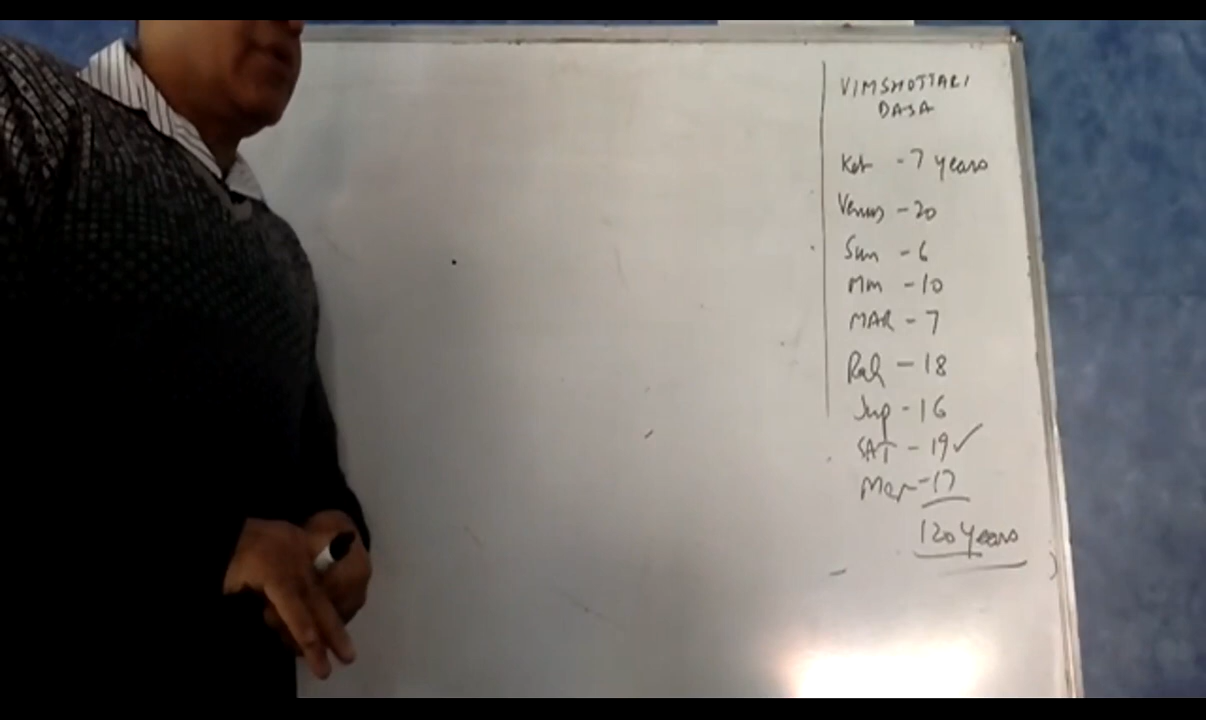 VIMSHOTTARI
DASA
Ket - 7 years
Venus - 20
Sun - 6
Mm - 10
MAR - 7
Rah - 18
Jup - 16
SAT - 19 ✓
Mer - 17
120 years